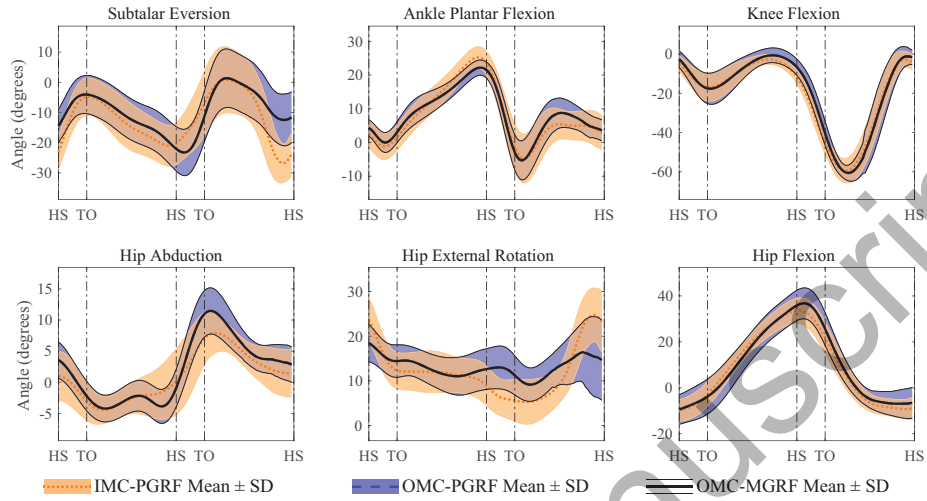 Subtalar Eversion
Ankle Plantar Flexion
Knee Flexion
Angle (degrees)
10
0
-10
-20
-30
HS TO HS TO HS
30
20
10
0
-10
HS TO HS TO HS
0
-20
-40
-60
HS TO HS TO HS
Hip Abduction
Hip External Rotation
Hip Flexion
Angle (degrees)
15
10
5
0
-5
HS TO HS TO HS
30
20
10
0
HS TO HS TO HS
40
20
0
-20
HS TO HS TO HS
IMC-PGRF Mean ± SD
OMC-PGRF Mean ± SD
OMC-MGRF Mean ± SD
uscrip